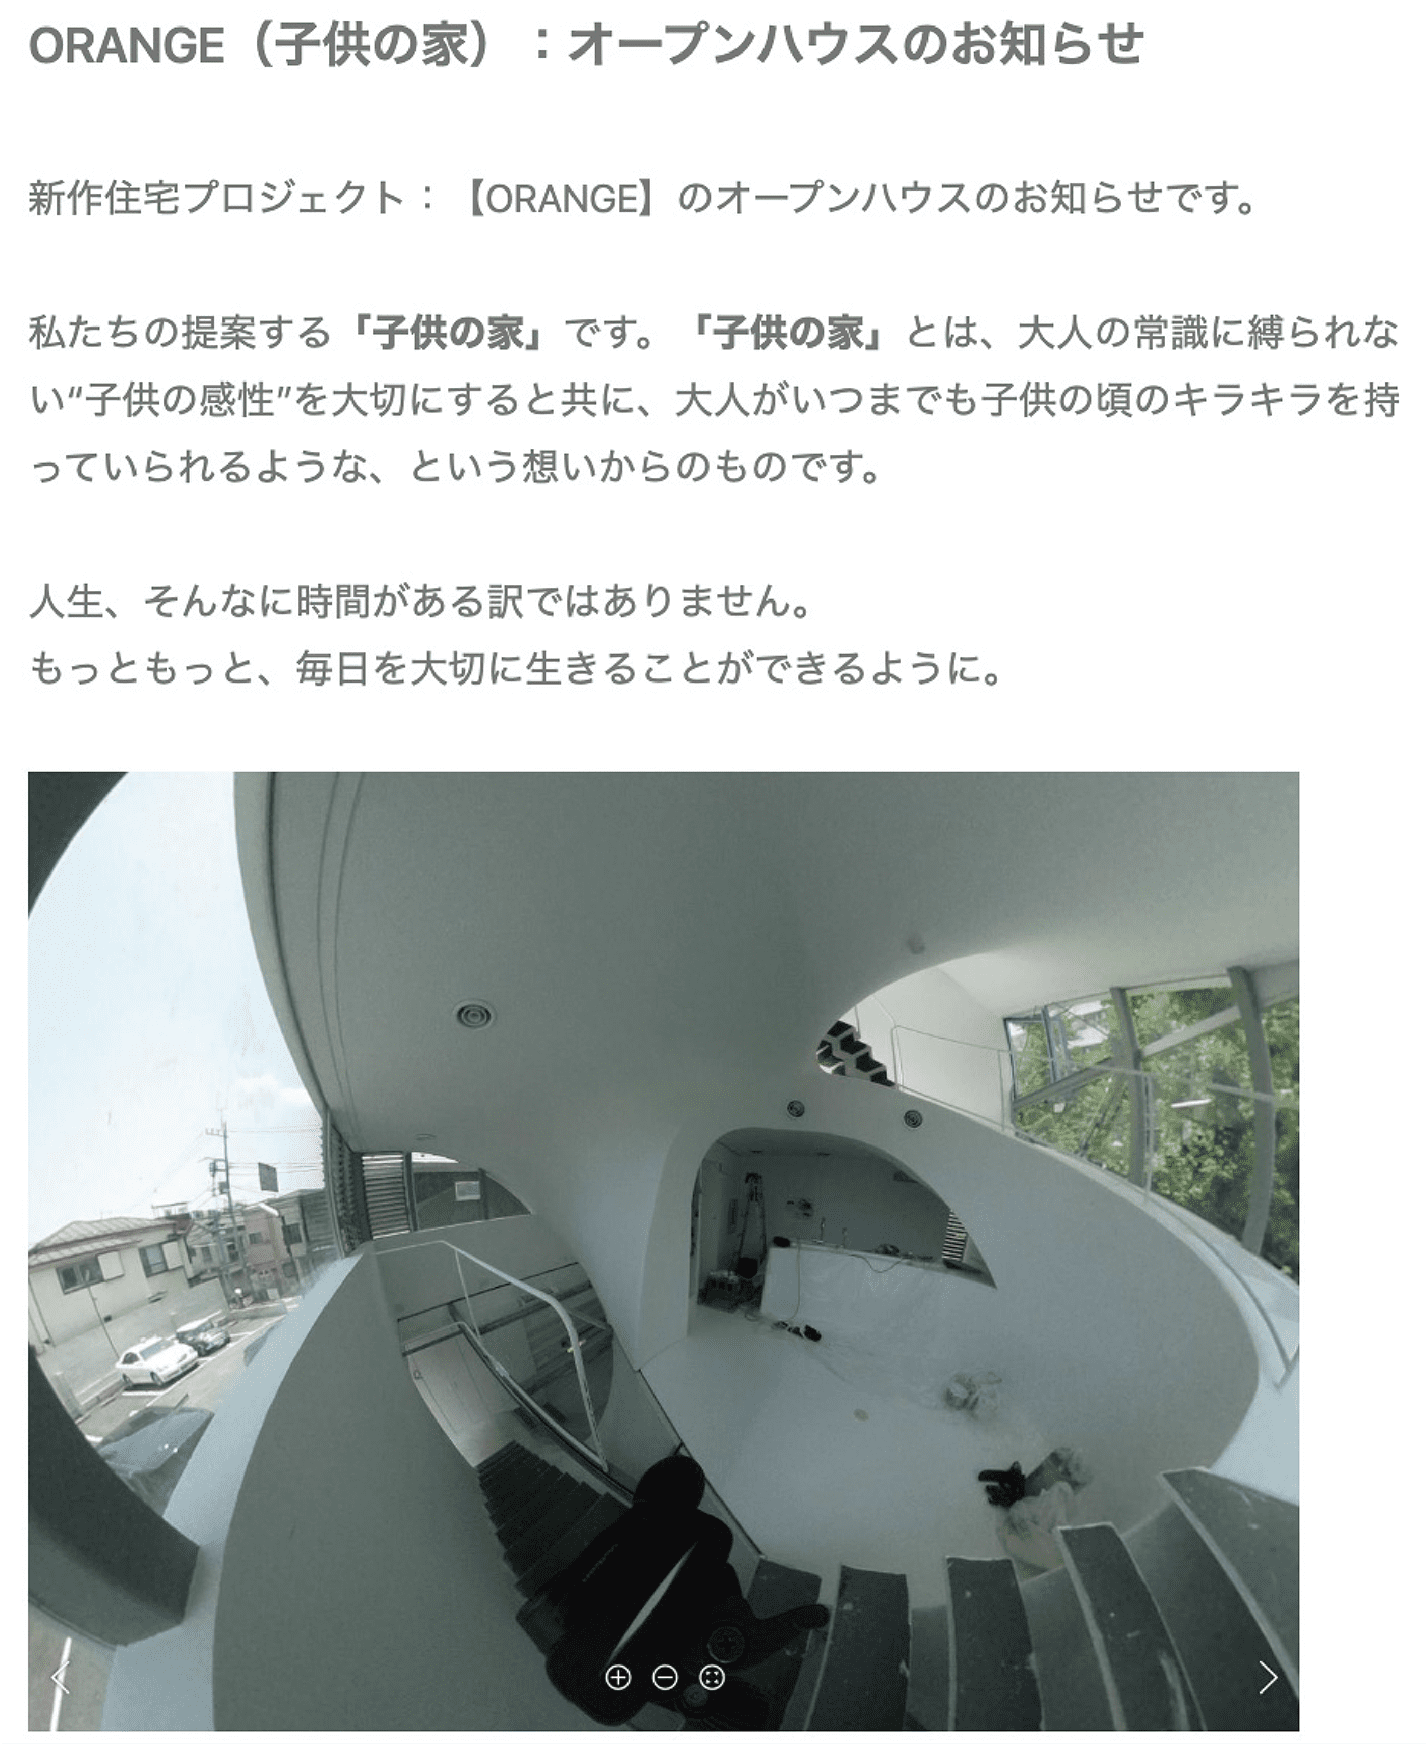 ORANGE（子供の家）：オープンハウスのお知らせ
新作住宅プロジェクト：【ORANGE】のオープンハウスのお知らせです。
私たちの提案する「子供の家」です。「子供の家」とは、大人の常識に縛られな
い“子供の感性”を大切にすると共に、大人がいつまでも子供の頃のキラキラを持
っていられるような、という想いからのものです。
人生、そんなに時間がある訳ではありません。
もっともっと、毎日を大切に生きることができるように。